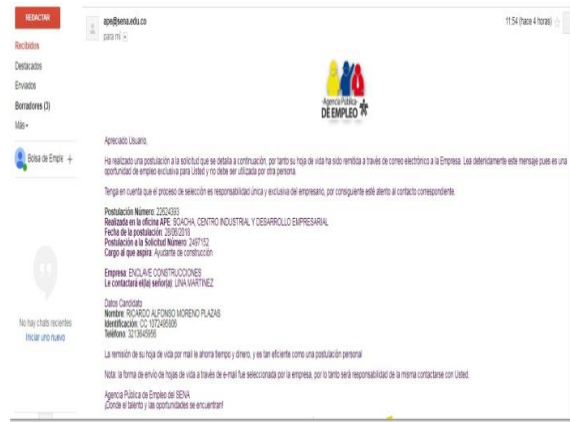 REDACTAR
Recibidos
Destacados
Enviados
Borradores (3)
Más
Bolsa de Emple +
No hay chats recientes
Iniciar uno nuevo
ape@sena.edu.co
para mí
11:54 (hace 4 horas)
Agencia Pública
DE EMPLEO
Apreciado Usuario,
Ha realizado una postulación a la solicitud que se detalla a continuación, por tanto su hoja de vida ha sido remitida a través de correo electrónico a la Empresa. Lea detenidamente este mensaje pues es una
oportunidad de empleo exclusiva para Usted y no debe ser utilizada por otra persona.
Tenga en cuenta que el proceso de selección es responsabilidad única y exclusiva del empresario, por consiguiente esté atento al contacto correspondiente.
Postulación Número: 22624393
Realizada en la oficina APE: SOACHA, CENTRO INDUSTRIAL Y DESARROLLO EMPRESARIAL
Fecha de la postulación: 28/06/2018
Postulación a la Solicitud Número: 2497152
Cargo al que aspira: Ayudante de construcción
Empresa: ENCLAVE CONSTRUCCIONES
Le contactará el(la) señor(a): LINA MARTINEZ
Datos Candidato
Nombre: RICARDO ALFONSO MORENO PLAZAS
Identificación: CC 1072495806
Teléfono: 3213645956
La remisión de su hoja de vida por mail le ahorra tiempo y dinero, y es tan eficiente como una postulación personal
Nota: la forma de envío de hojas de vida a través de e-mail fue seleccionada por la empresa, por lo tanto será responsabilidad de la misma contactarse con Usted.
Agencia Pública de Empleo del SENA
¡Donde el talento y las oportunidades se encuentran!